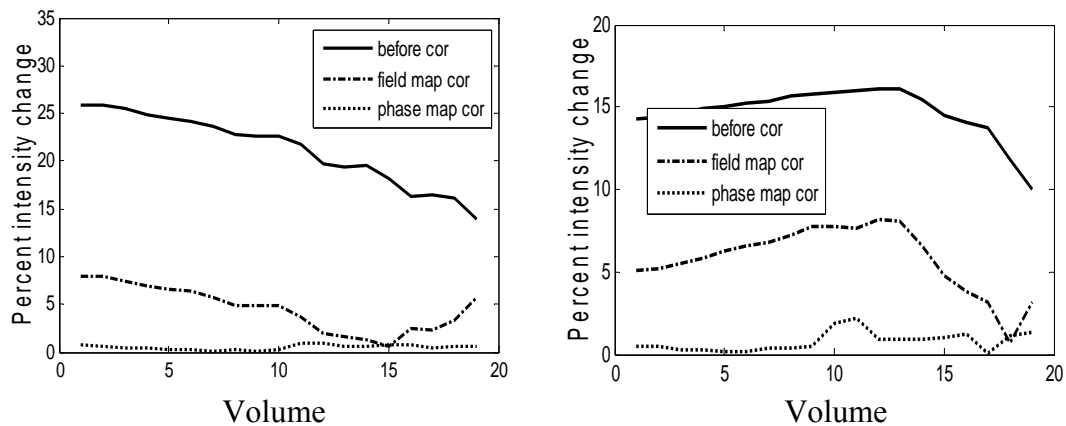 Percent intensity change
35
30
25
20
15
10
5
0
before cor
field map cor
phase map cor
0 5 10 15 20
Volume
Percent intensity change
20
15
10
5
0
before cor
field map cor
phase map cor
0 5 10 15 20
Volume